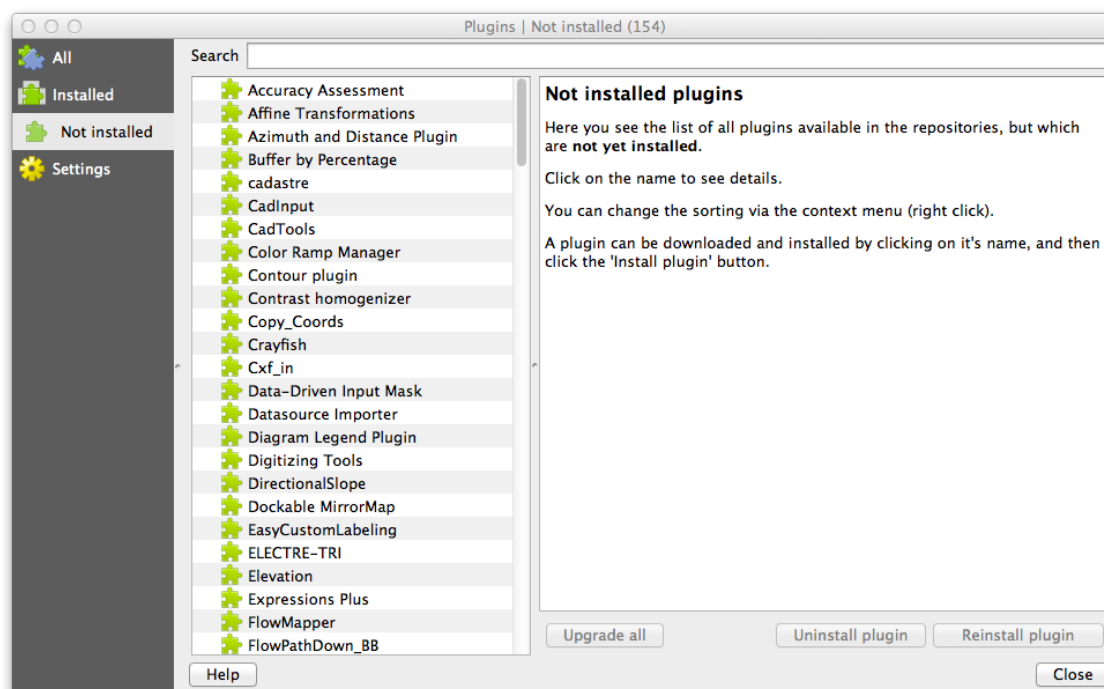 Plugins | Not installed (154)
All
Installed
Not installed
Settings
Search
Accuracy Assessment
Affine Transformations
Azimuth and Distance Plugin
Buffer by Percentage
cadastre
CadInput
CadTools
Color Ramp Manager
Contour plugin
Contrast homogenizer
Copy_Coords
Crayfish
Cxf_in
Data-Driven Input Mask
Datasource Importer
Diagram Legend Plugin
Digitizing Tools
DirectionalSlope
Dockable MirrorMap
EasyCustomLabeling
ELECTRE-TRI
Elevation
Expressions Plus
FlowMapper
FlowPathDown_BB
Not installed plugins
Here you see the list of all plugins available in the repositories, but which
are not yet installed.
Click on the name to see details.
You can change the sorting via the context menu (right click).
A plugin can be downloaded and installed by clicking on it's name, and then
click the 'Install plugin' button.
Upgrade all
Uninstall plugin
Reinstall plugin
Help
Close